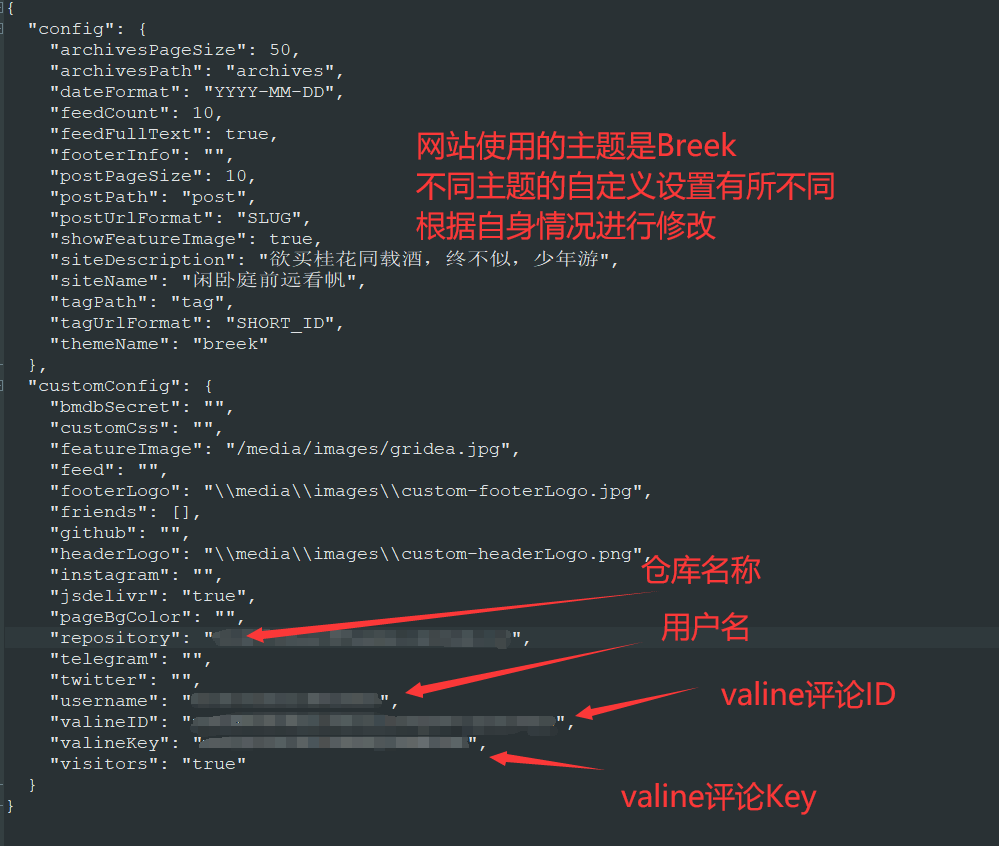 {
"config": {
"archivesPageSize": 50,
"archivesPath": "archives",
"dateFormat": "YYYY-MM-DD",
"feedCount": 10,
"feedFullText": true,
"footerInfo": "",
"postPageSize": 10,
"postPath": "post",
"postUrlFormat": "SLUG",
"showFeatureImage": true,
"siteDescription": "欲买桂花同载酒，终不似，少年游",
"siteName": "闲卧庭前远看帆",
"tagPath": "tag",
"tagUrlFormat": "SHORT_ID",
"themeName": "breek"
},
网站使用的主题是Breek
不同主题的自定义设置有所不同
根据自身情况进行修改
"customConfig": {
"bmdbSecret": "",
"customCss": "",
"featureImage": "/media/images/gridea.jpg",
"feed": "",
"footerLogo": "\\media\\images\\custom-footerLogo.jpg",
"friends": [],
"github": "",
"headerLogo": "\\media\\images\\custom-headerLogo.png",
"instagram": "",
"jsdelivr": "true",
"pageBgColor": "",
"repository": "",
"telegram": "",
"twitter": "",
"username": "",
"valineID": "",
"valineKey": "",
"visitors": "true"
}
}
仓库名称
用户名
valine评论ID
valine评论Key